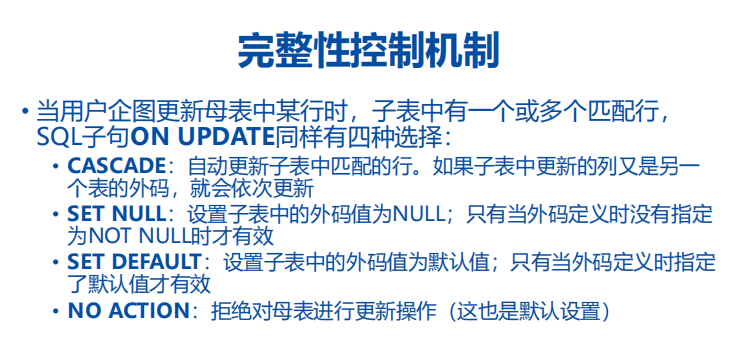 完整性控制机制
• 当用户企图更新母表中某行时，子表中有一个或多个匹配行，
SQL子句ON UPDATE同样有四种选择：
• CASCADE：自动更新子表中匹配的行。如果子表中更新的列又是另一
个表的外码，就会依次更新
• SET NULL：设置子表中的外码值为NULL；只有当外码定义时没有指定
为NOT NULL时才有效
• SET DEFAULT：设置子表中的外码值为默认值；只有当外码定义时指定
了默认值才有效
• NO ACTION：拒绝对母表进行更新操作（这也是默认设置）